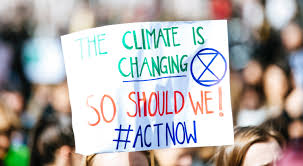 THE CLIMATE IS
CHANGING
SO SHOULD WE!
#ACTNOW